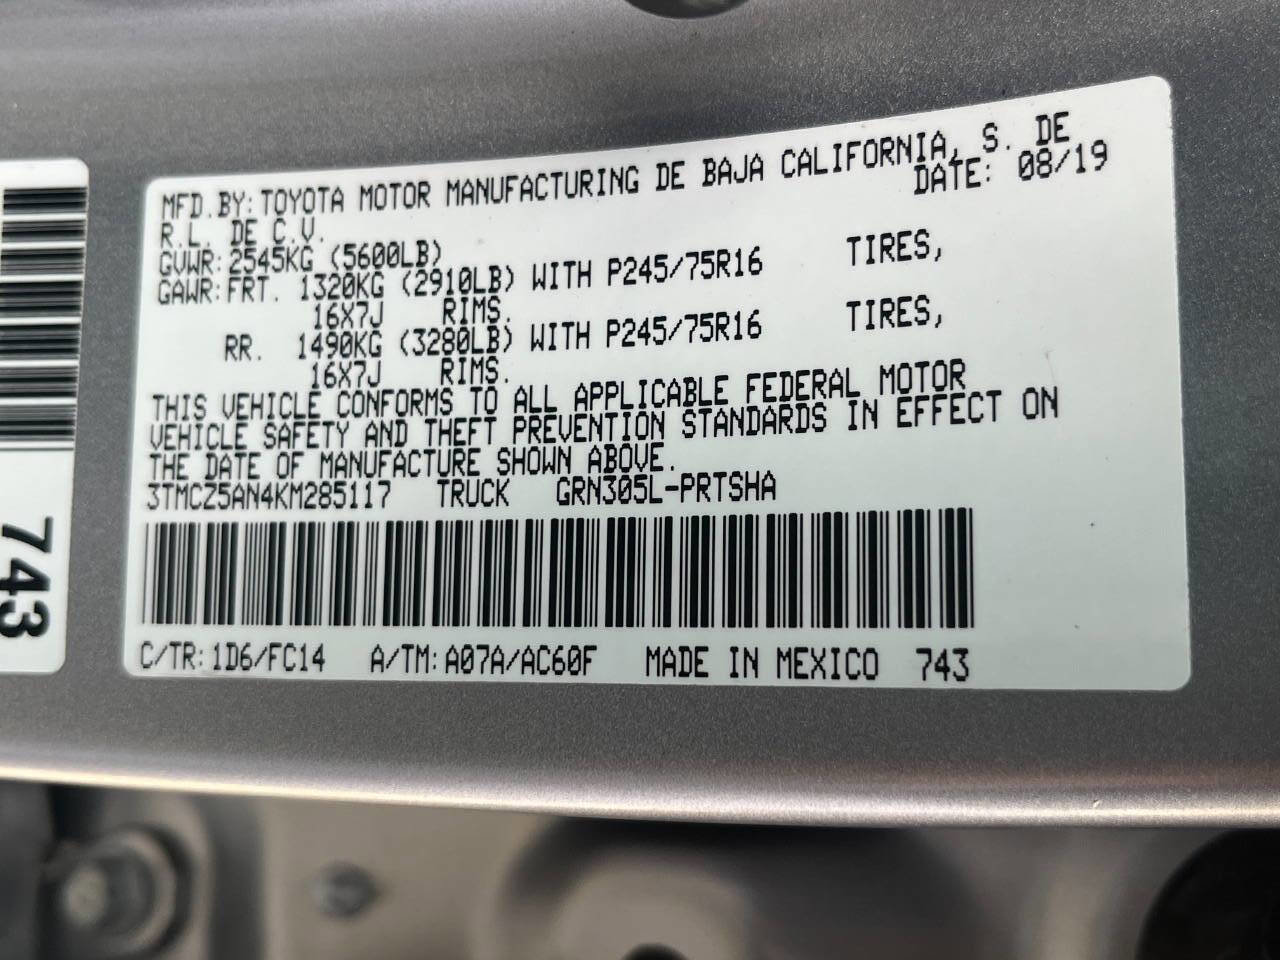 MFD.BY:TOYOTA MOTOR MANUFACTURING DE BAJA CALIFORNIA, S. DE
R.L. DE C.V. DATE: 08/19
GVWR:2545KG (5600LB)
GAWR:FRT. 1320KG (2910LB) WITH P245/75R16 TIRES,
16X7J RIMS.
RR. 1490KG (3280LB) WITH P245/75R16 TIRES,
16X7J RIMS.
THIS VEHICLE CONFORMS TO ALL APPLICABLE FEDERAL MOTOR
VEHICLE SAFETY AND THEFT PREVENTION STANDARDS IN EFFECT ON
THE DATE OF MANUFACTURE SHOWN ABOVE.
3TMCZ5AN4KM285117 TRUCK GRN305L-PRTSHA
C/TR:1D6/FC14 A/TM:A07A/AC60F MADE IN MEXICO 743
743